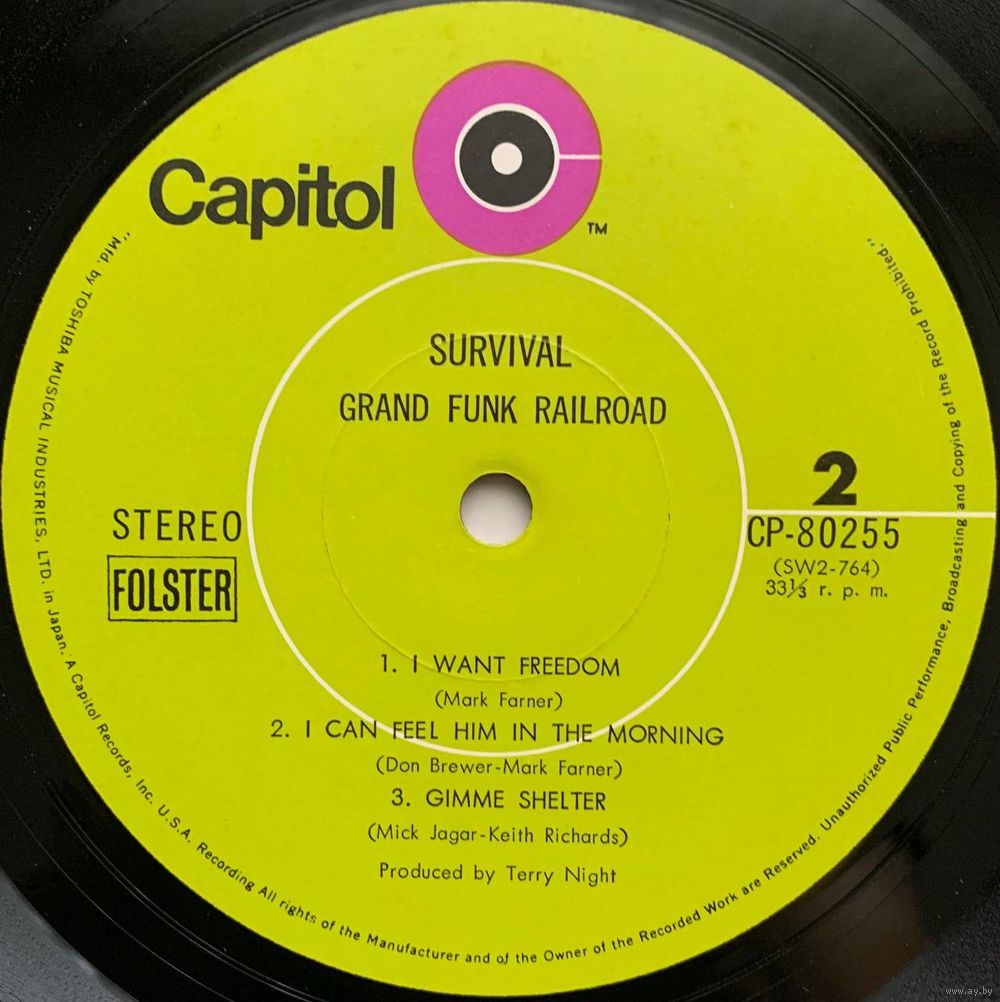 Capitol
TM
SURVIVAL
GRAND FUNK RAILROAD
2
STEREO
CP-80255
FOLSTER
(SW2-764)
33⅓ r. p. m.
1. I WANT FREEDOM
(Mark Farner)
2. I CAN FEEL HIM IN THE MORNING
(Don Brewer-Mark Farner)
3. GIMME SHELTER
(Mick Jagar-Keith Richards)
Produced by Terry Night
"Mfd. by TOSHIBA MUSICAL INDUSTRIES, LTD. in Japan. A Capitol Records, Inc. U.S.A. Recording All rights of the Manufacturer and of the Owner of the Recorded Work are Reserved. Unauthorized Public Performance, Broadcasting and Copying of the Record Prohibited."
www.ay.by